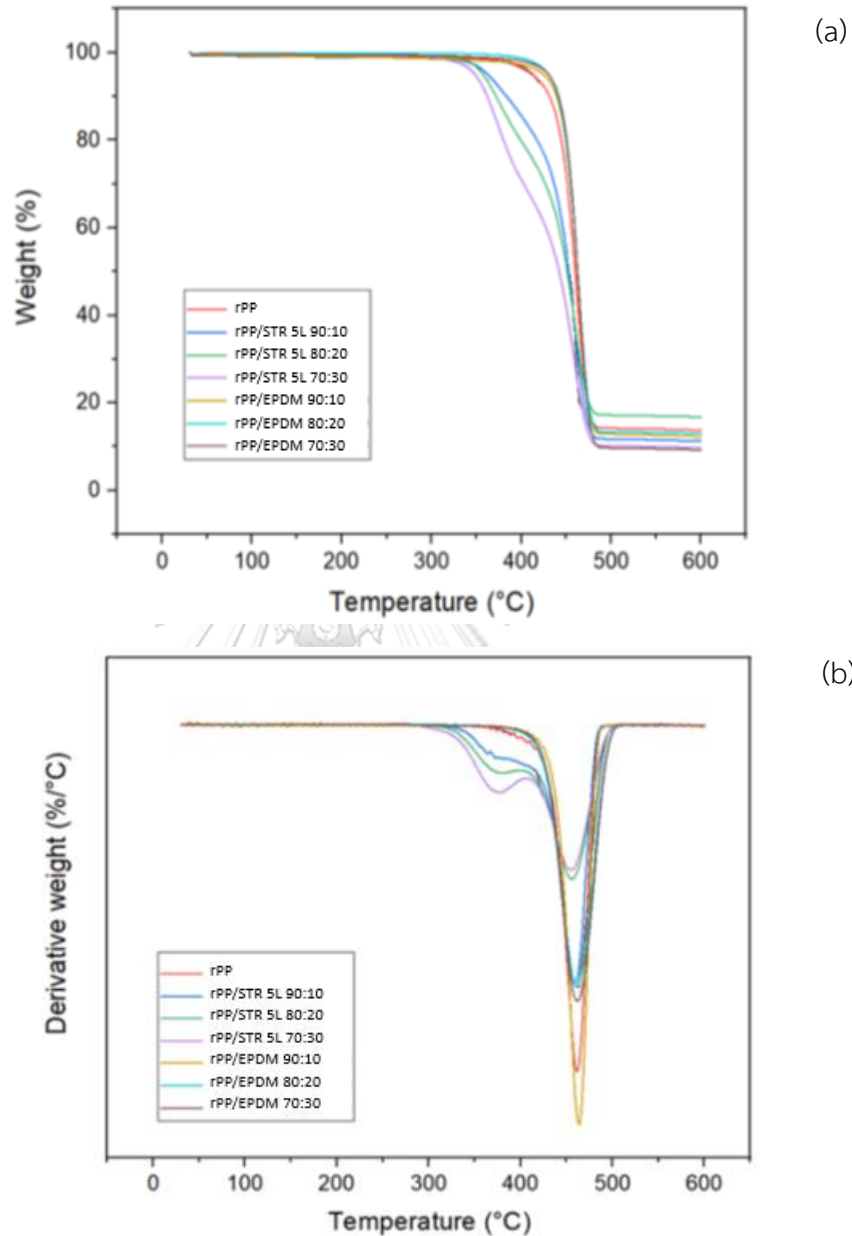 (a)
100
80
60
40
20
0
Weight (%)
rPP
rPP/STR 5L 90:10
rPP/STR 5L 80:20
rPP/STR 5L 70:30
rPP/EPDM 90:10
rPP/EPDM 80:20
rPP/EPDM 70:30
0 100 200 300 400 500 600
Temperature (°C)
(b)
Derivative weight (%/°C)
rPP
rPP/STR 5L 90:10
rPP/STR 5L 80:20
rPP/STR 5L 70:30
rPP/EPDM 90:10
rPP/EPDM 80:20
rPP/EPDM 70:30
0 100 200 300 400 500 600
Temperature (°C)